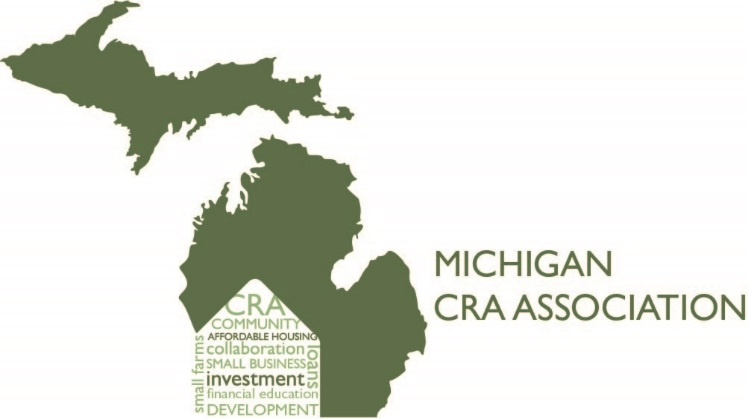 MICHIGAN
CRA ASSOCIATION
CRA
COMMUNITY
AFFORDABLE HOUSING
collaboration
SMALL BUSINESS
investment
financial education
DEVELOPMENT
small farms
loans